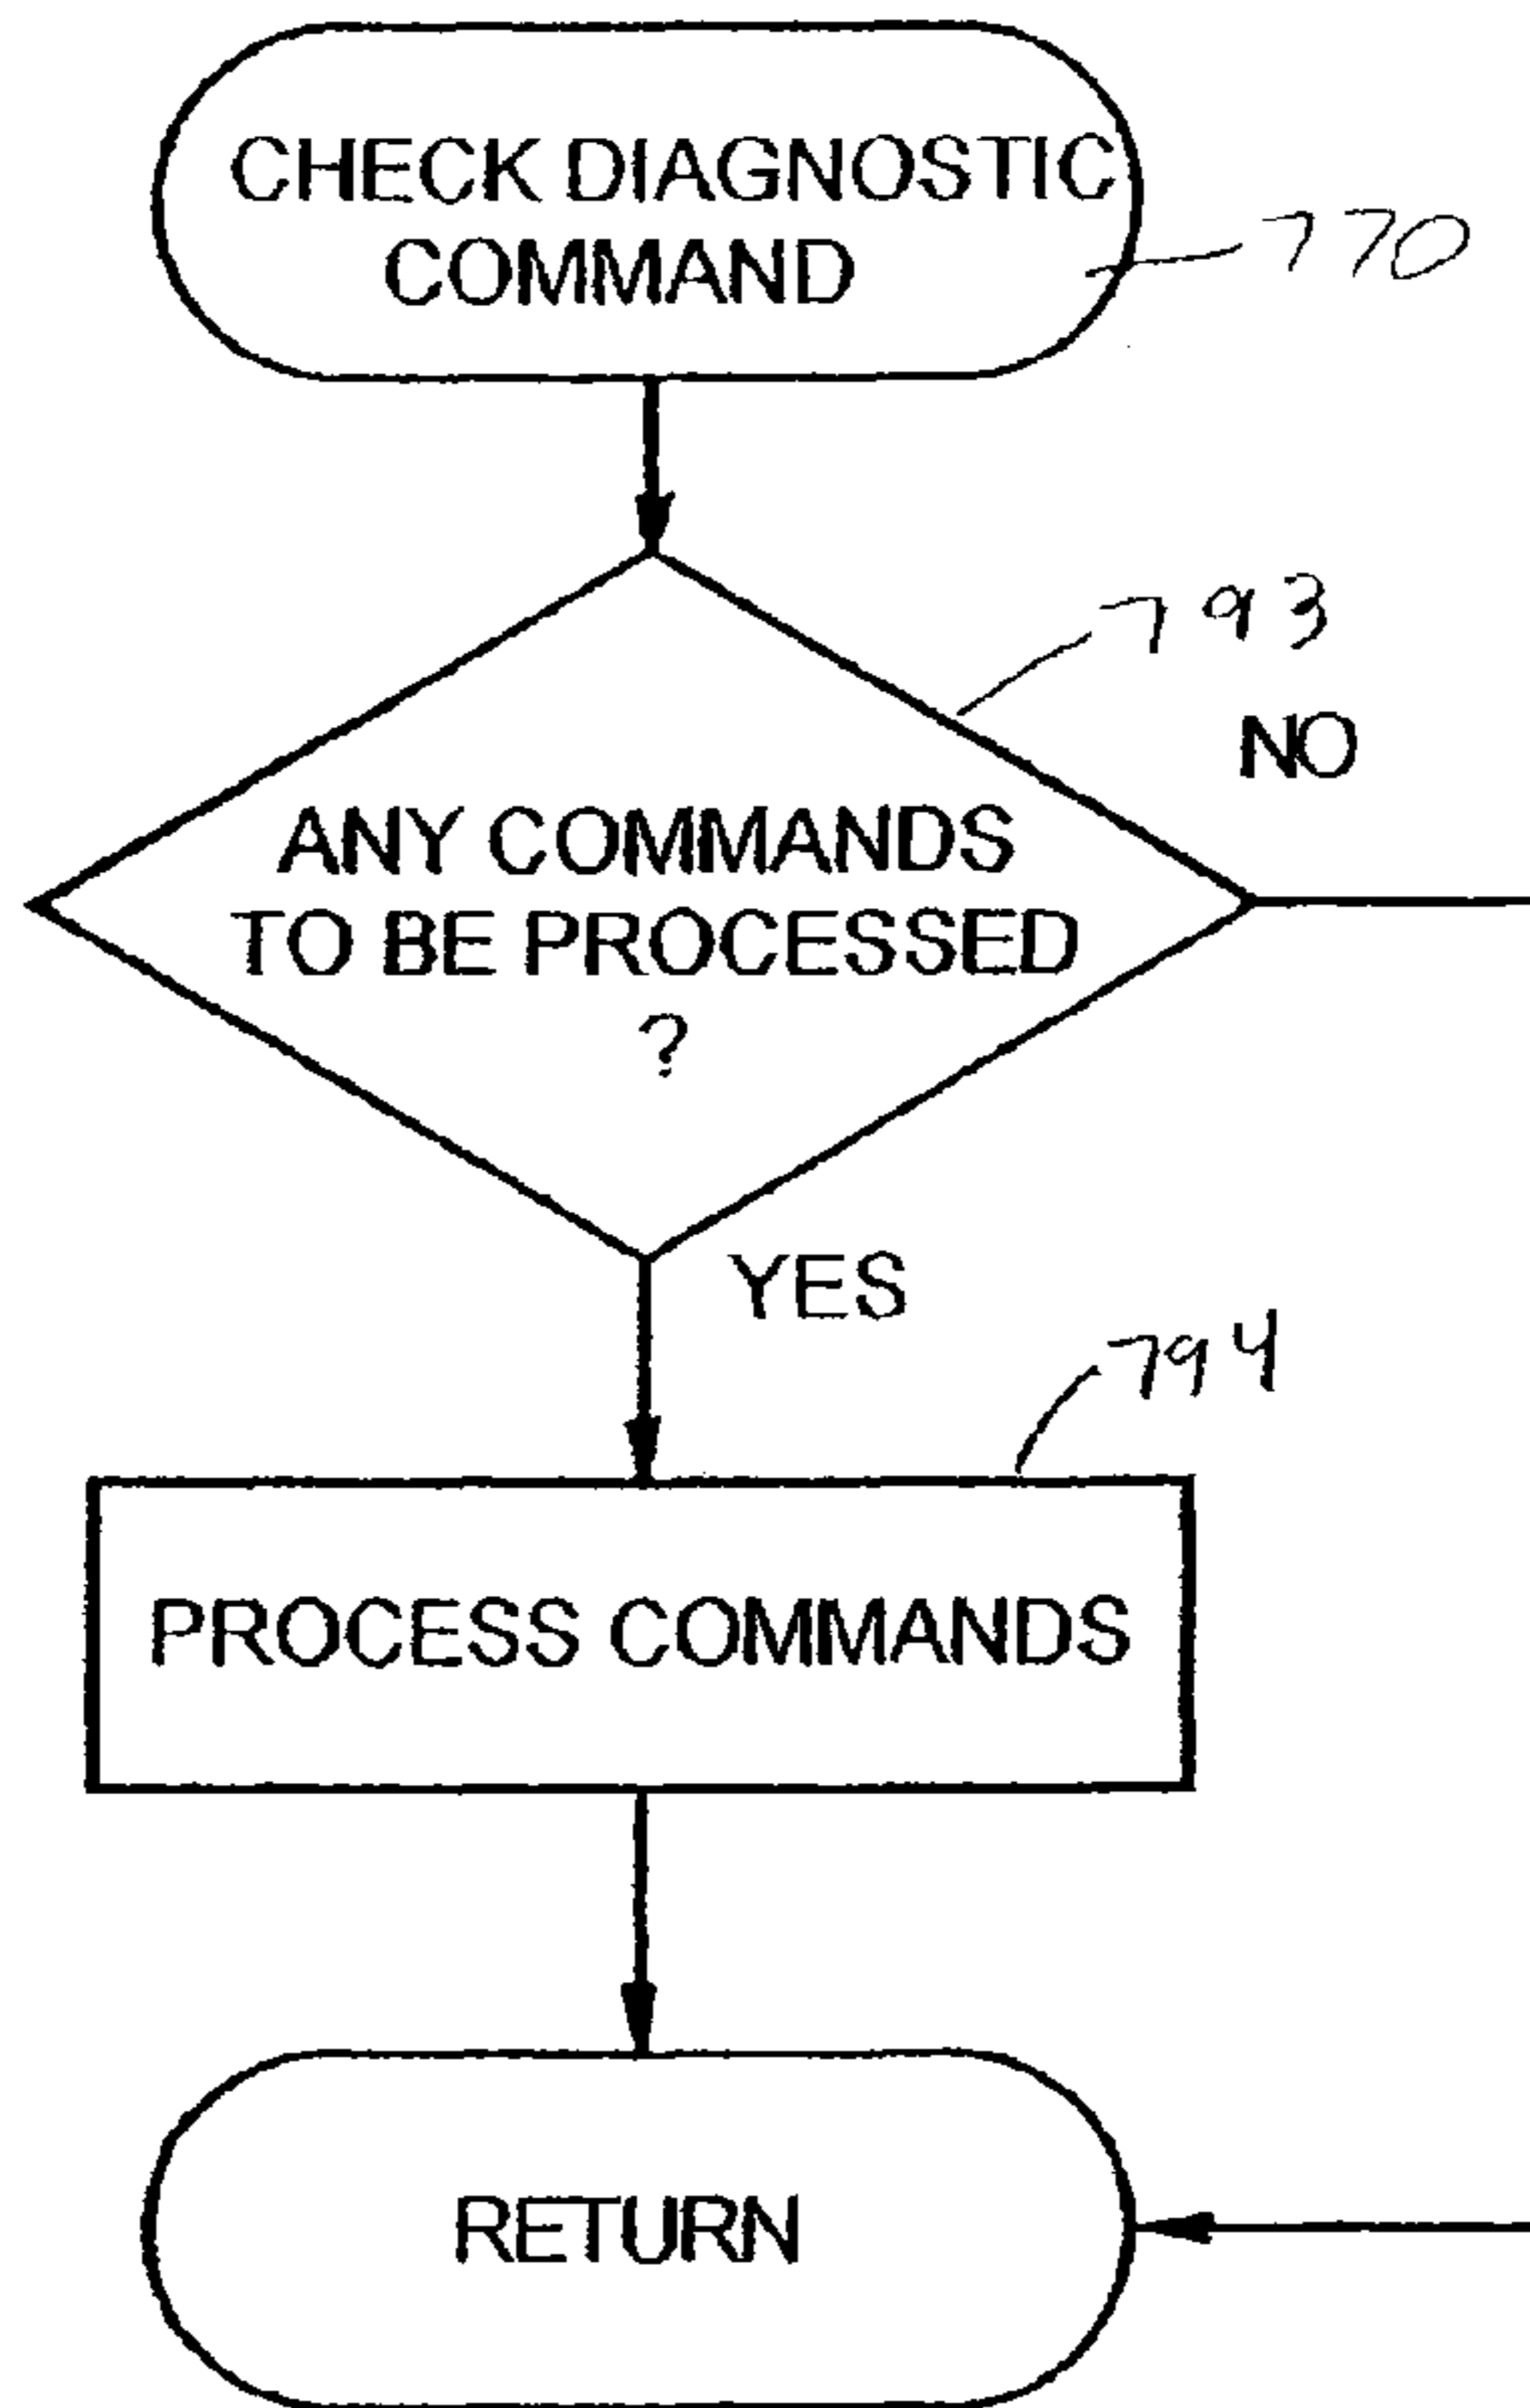 CHECK DIAGNOSTIC
COMMAND
770
793
NO
ANY COMMANDS
TO BE PROCESSED
?
YES
794
PROCESS COMMANDS
RETURN